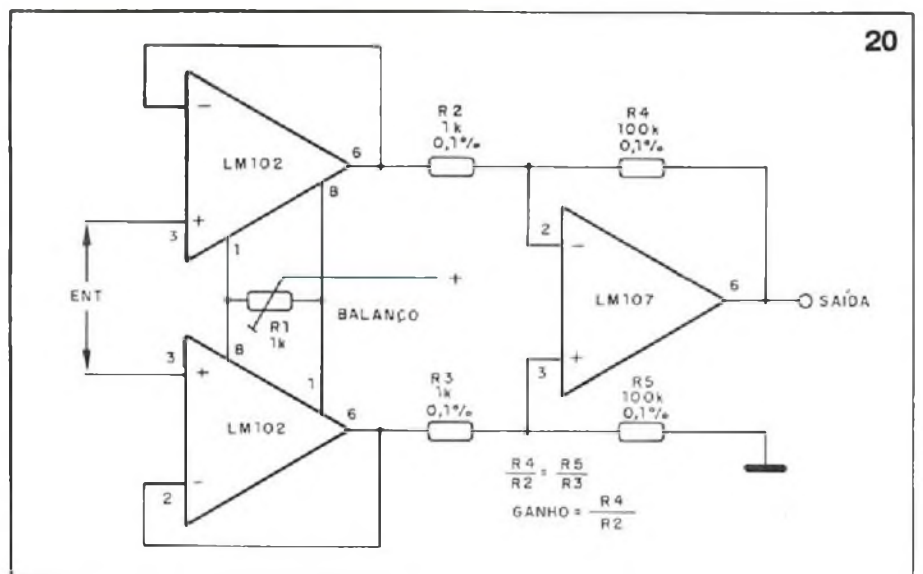 20
R2
1k
0,1%
R4
100k
0,1%
-
LM102
6
8
+
3
1
2
-
LM107
6
SAÍDA
+
3
ENT
+
R1
1k
BALANÇO
3
+
8
1
LM102
6
-
2
R3
1k
0,1%
R5
100k
0,1%
R4/R2 = R5/R3
GANHO = R4/R2